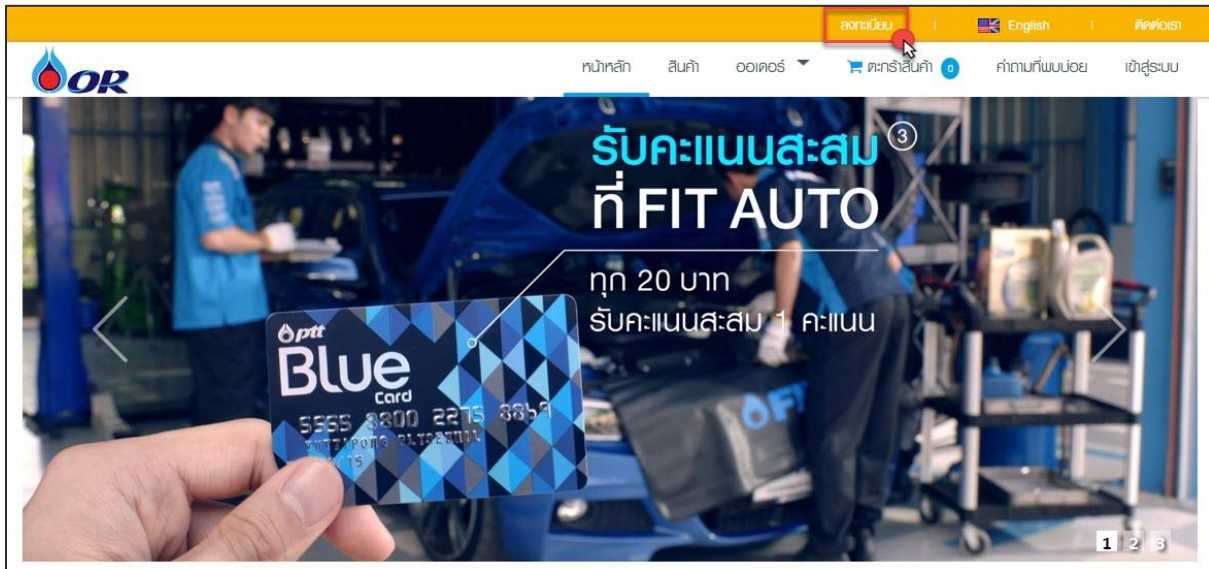 ลงทะเบียน | English | ติดต่อเรา
OR
หน้าหลัก สินค้า ออเดอร์ ตะกร้าสินค้า 0 คำถามที่พบบ่อย เข้าสู่ระบบ
รับคะแนนสะสม 3
ที่ FIT AUTO
ทุก 20 บาท
รับคะแนนสะสม 1 คะแนน
ptt
Blue
Card
FI
1 2 3